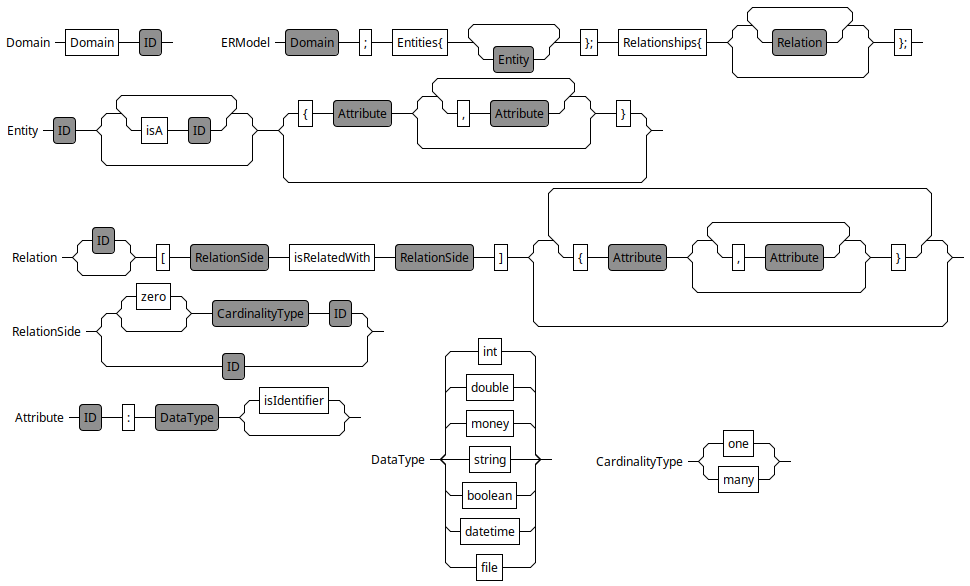 Domain Domain ID ERModel Domain ; Entities{ Entity }; Relationships{ Relation };
Entity ID isA ID { Attribute , Attribute }
Relation ID [ RelationSide isRelatedWith RelationSide ] { Attribute , Attribute }
RelationSide zero CardinalityType ID
ID
Attribute ID : DataType isIdentifier
DataType int
double
money
string
boolean
datetime
file
CardinalityType one
many